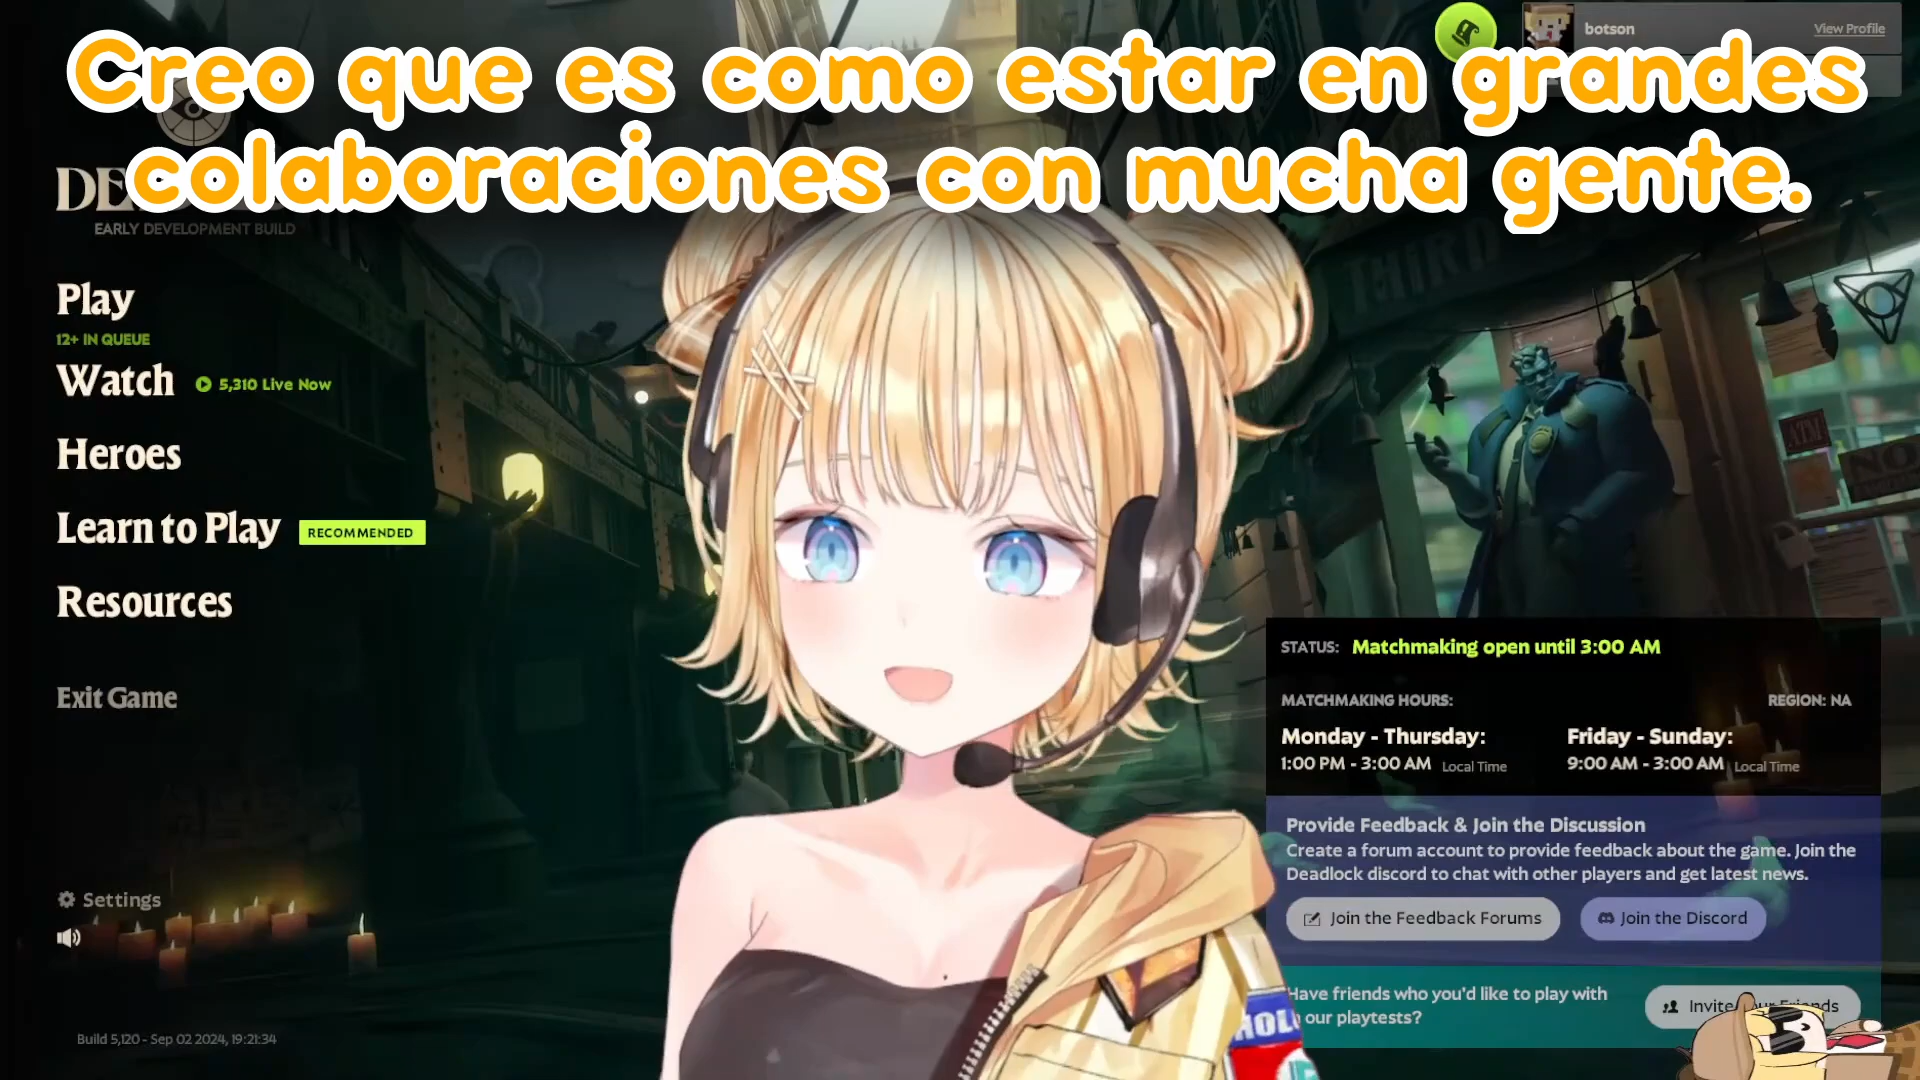 Creo que es como estar en grandes
colaboraciones con mucha gente.
botson
View Profile
EARLY DEVELOPMENT BUILD
Play
12+ IN QUEUE
Watch
5,310 Live Now
Heroes
Learn to Play
RECOMMENDED
Resources
Exit Game
Settings
Build 5,120 - Sep 02 2024, 19:21:34
THIRD
ATM
NO
STATUS: Matchmaking open until 3:00 AM
MATCHMAKING HOURS:
REGION: NA
Monday - Thursday:
1:00 PM - 3:00 AM Local Time
Friday - Sunday:
9:00 AM - 3:00 AM Local Time
Provide Feedback & Join the Discussion
Create a forum account to provide feedback about the game. Join the
Deadlock discord to chat with other players and get latest news.
Join the Feedback Forums
Join the Discord
Have friends who you'd like to play with
our playtests?
HOL